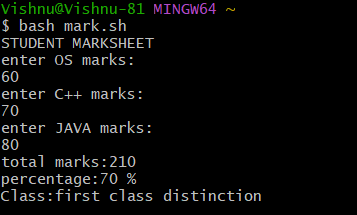 Vishnu@Vishnu-81 MINGW64 ~
$ bash mark.sh
STUDENT MARKSHEET
enter OS marks:
60
enter C++ marks:
70
enter JAVA marks:
80
total marks:210
percentage:70 %
Class:first class distinction